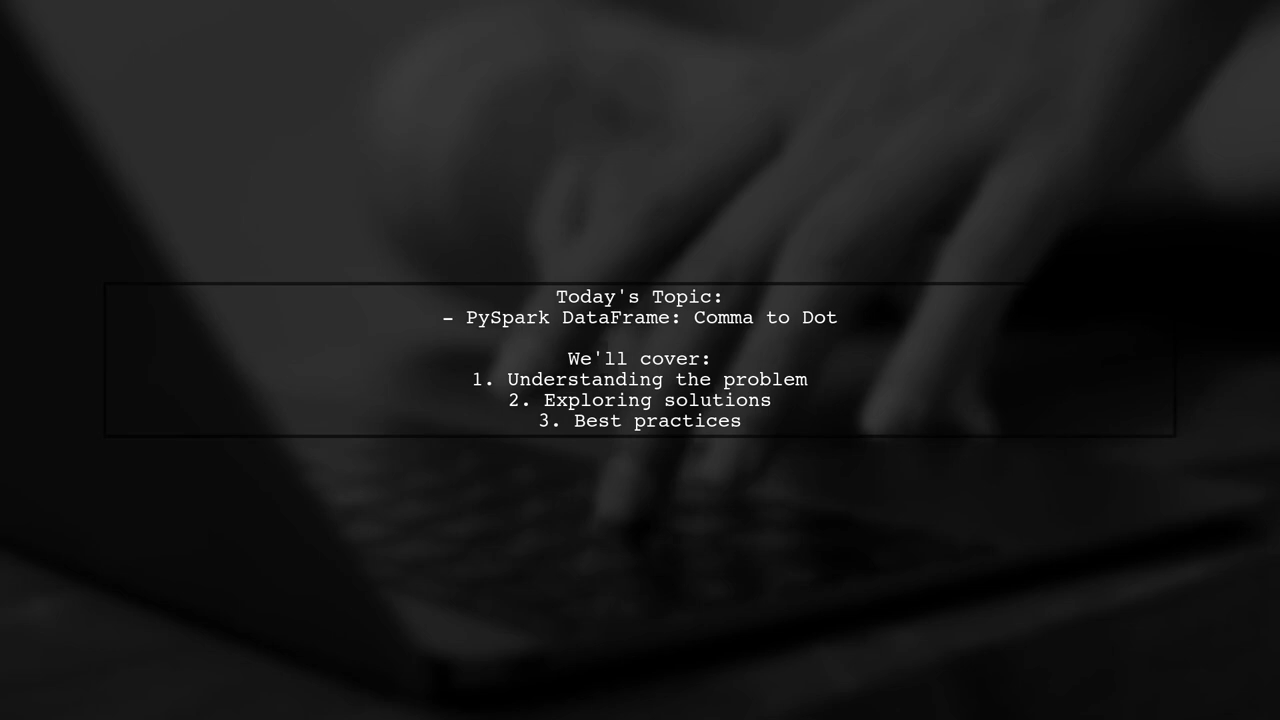 Today's Topic:
- PySpark DataFrame: Comma to Dot
We'll cover:
1. Understanding the problem
2. Exploring solutions
3. Best practices